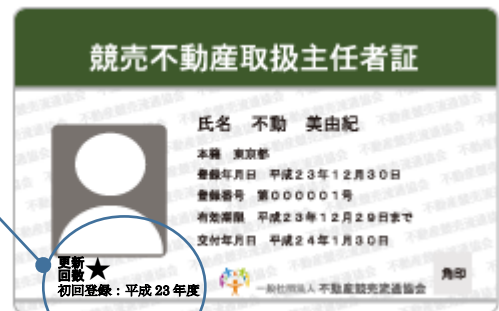 競売不動産取扱主任者証
氏名　不動　美由紀
本籍　東京都
登録年月日　平成23年12月30日
登録番号　第000001号
有効期限　平成28年12月29日まで
交付年月日　平成24年1月30日
更新
回数★
初回登録：平成23年度
一般社団法人 不動産競売流通協会
角印